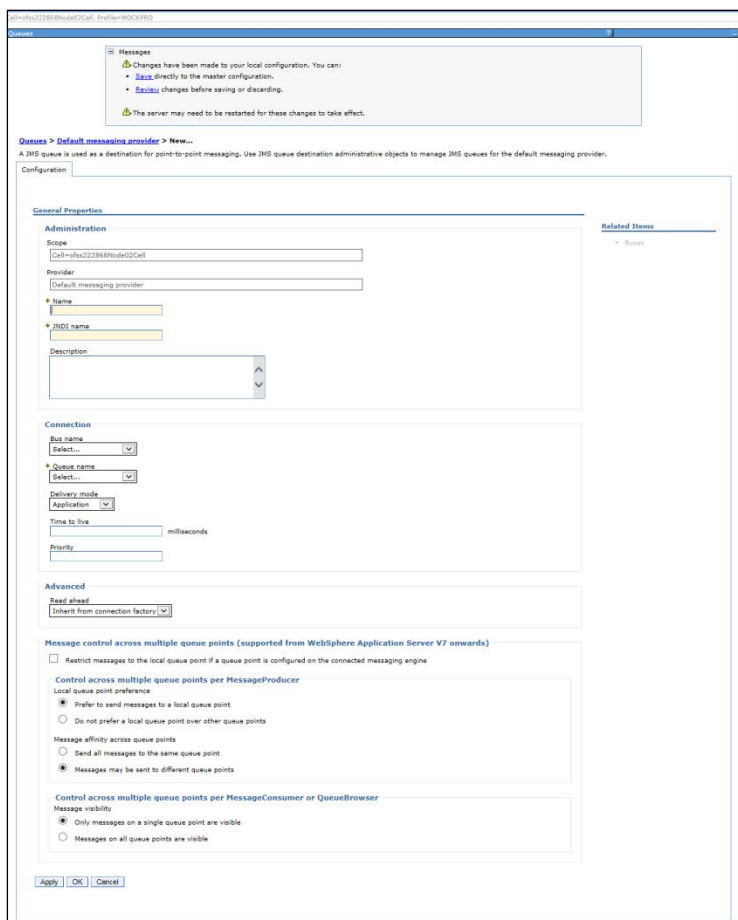 Cell=ofss222868Node02Cell, Profile=MOCKPRO
Queues ? –
Messages
Changes have been made to your local configuration. You can:
• Save directly to the master configuration.
• Review changes before saving or discarding.
The server may need to be restarted for these changes to take effect.
Queues > Default messaging provider > New...
A JMS queue is used as a destination for point-to-point messaging. Use JMS queue destination administrative objects to manage JMS queues for the default messaging provider.
Configuration
General Properties
Administration
Scope
Cell=ofss222868Node02Cell
Provider
Default messaging provider
Name
JNDI name
Description
Connection
Bus name
Select...
Queue name
Select...
Delivery mode
Application
Time to live
milliseconds
Priority
Advanced
Read ahead
Inherit from connection factory
Message control across multiple queue points (supported from WebSphere Application Server V7 onwards)
Restrict messages to the local queue point if a queue point is configured on the connected messaging engine
Control across multiple queue points per MessageProducer
Local queue point preference
Prefer to send messages to a local queue point
Do not prefer a local queue point over other queue points
Message affinity across queue points
Send all messages to the same queue point
Messages may be sent to different queue points
Control across multiple queue points per MessageConsumer or QueueBrowser
Message visibility
Only messages on a single queue point are visible
Messages on all queue points are visible
Apply OK Cancel
Related Items
Buses